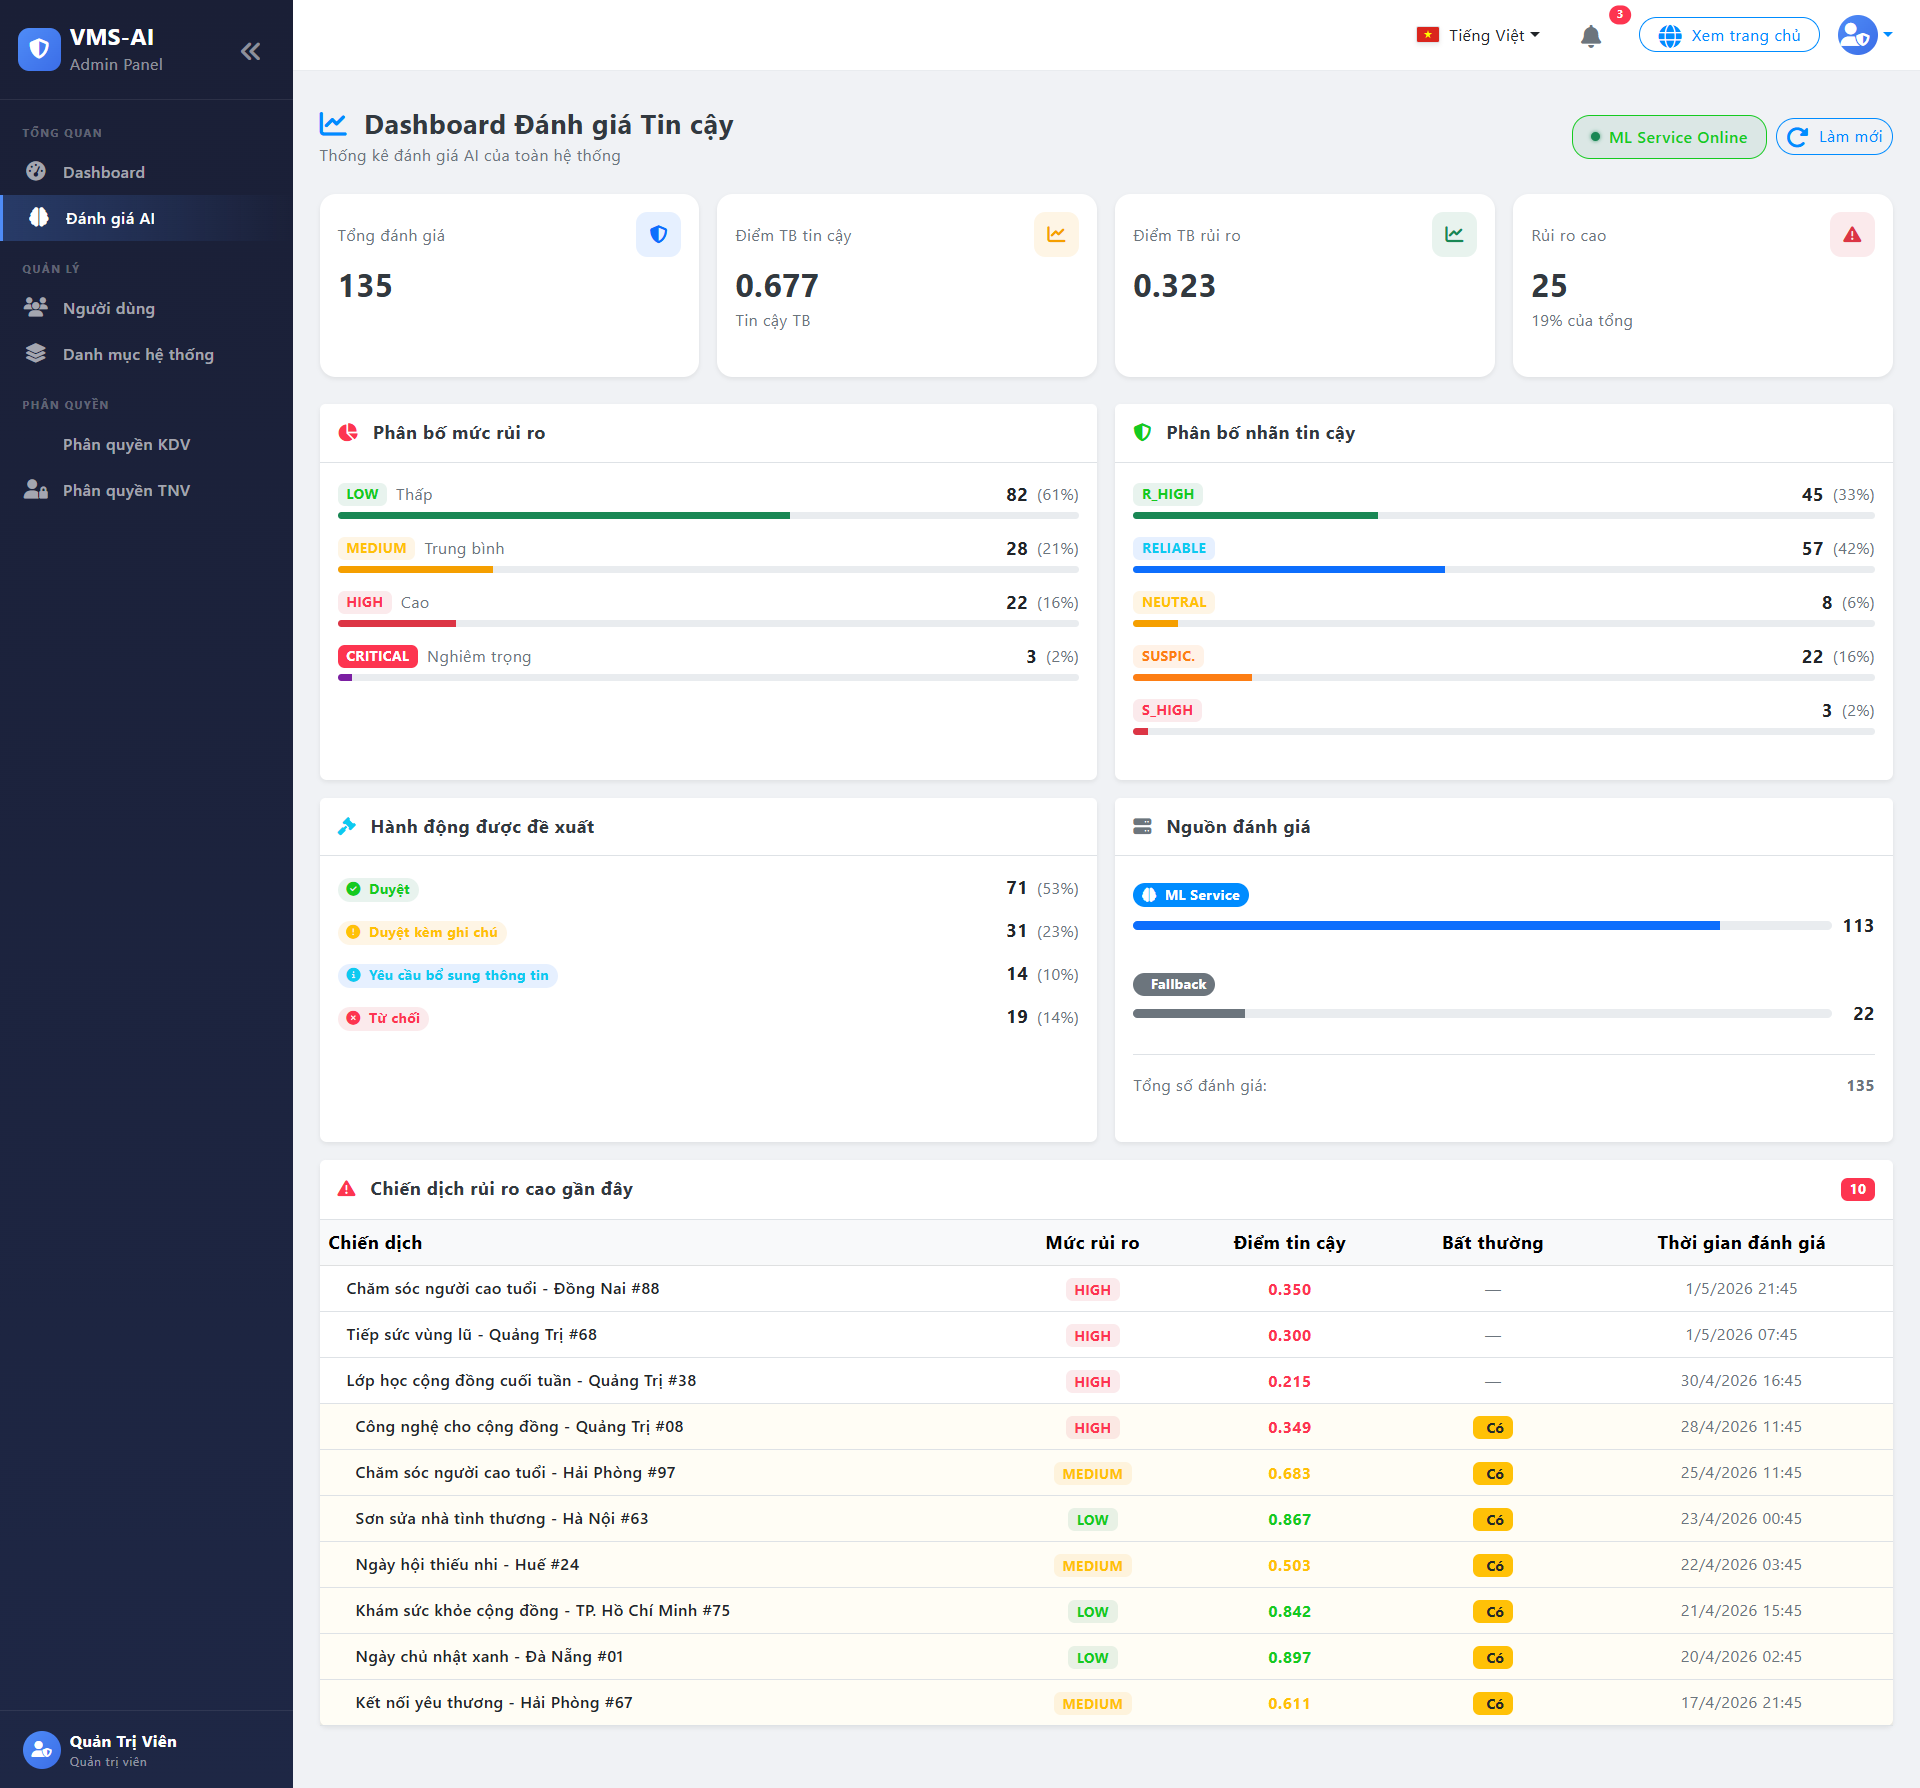 VMS-AI
Admin Panel
TỔNG QUAN
Dashboard
Đánh giá AI
QUẢN LÝ
Người dùng
Danh mục hệ thống
PHÂN QUYỀN
Phân quyền KDV
Phân quyền TNV
Quản Trị Viên
Quản trị viên
Tiếng Việt
3
Xem trang chủ
Dashboard Đánh giá Tin cậy
Thống kê đánh giá AI của toàn hệ thống
ML Service Online
Làm mới
Tổng đánh giá
135
Điểm TB tin cậy
0.677
Tin cậy TB
Điểm TB rủi ro
0.323
Rủi ro cao
25
19% của tổng
Phân bố mức rủi ro
LOW Thấp 82 (61%)
MEDIUM Trung bình 28 (21%)
HIGH Cao 22 (16%)
CRITICAL Nghiêm trọng 3 (2%)
Phân bố nhãn tin cậy
R_HIGH 45 (33%)
RELIABLE 57 (42%)
NEUTRAL 8 (6%)
SUSPIC. 22 (16%)
S_HIGH 3 (2%)
Hành động được đề xuất
Duyệt 71 (53%)
Duyệt kèm ghi chú 31 (23%)
Yêu cầu bổ sung thông tin 14 (10%)
Từ chối 19 (14%)
Nguồn đánh giá
ML Service
113
Fallback
22
Tổng số đánh giá: 135
Chiến dịch rủi ro cao gần đây 10
Chiến dịch Mức rủi ro Điểm tin cậy Bất thường Thời gian đánh giá
Chăm sóc người cao tuổi - Đồng Nai #88 HIGH 0.350 — 1/5/2026 21:45
Tiếp sức vùng lũ - Quảng Trị #68 HIGH 0.300 — 1/5/2026 07:45
Lớp học cộng đồng cuối tuần - Quảng Trị #38 HIGH 0.215 — 30/4/2026 16:45
Công nghệ cho cộng đồng - Quảng Trị #08 HIGH 0.349 Có 28/4/2026 11:45
Chăm sóc người cao tuổi - Hải Phòng #97 MEDIUM 0.683 Có 25/4/2026 11:45
Sơn sửa nhà tình thương - Hà Nội #63 LOW 0.867 Có 23/4/2026 00:45
Ngày hội thiếu nhi - Huế #24 MEDIUM 0.503 Có 22/4/2026 03:45
Khám sức khỏe cộng đồng - TP. Hồ Chí Minh #75 LOW 0.842 Có 21/4/2026 15:45
Ngày chủ nhật xanh - Đà Nẵng #01 LOW 0.897 Có 20/4/2026 02:45
Kết nối yêu thương - Hải Phòng #67 MEDIUM 0.611 Có 17/4/2026 21:45